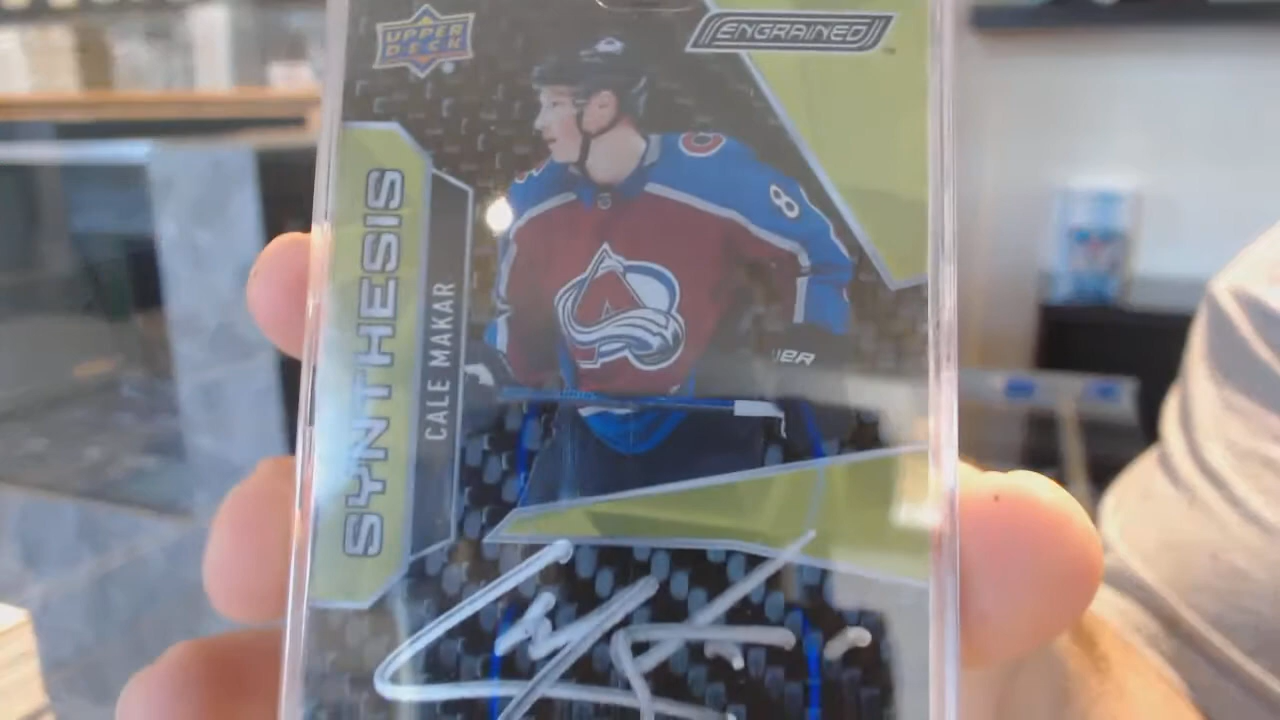 UPPER
DECK
ENGRAINED
SYNTHESIS
CALE MAKAR
8
UER